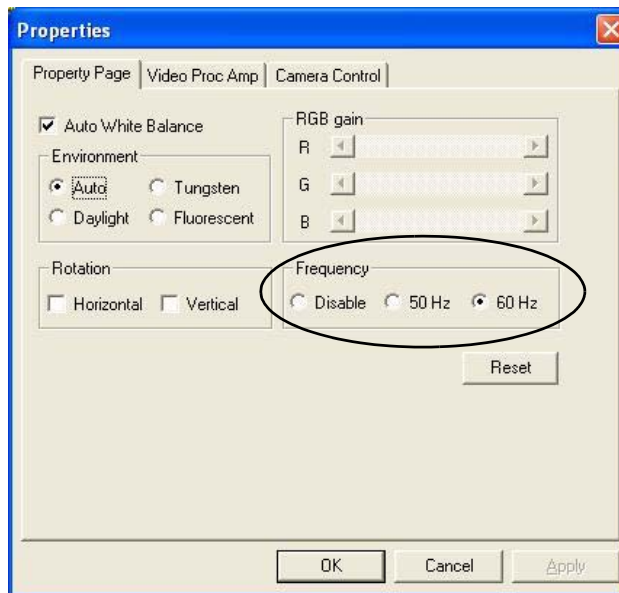 Properties
Property Page Video Proc Amp Camera Control
Auto White Balance
Environment
Auto Tungsten
Daylight Fluorescent
RGB gain
R
G
B
Rotation
Horizontal Vertical
Frequency
Disable 50 Hz 60 Hz
Reset
OK Cancel Apply